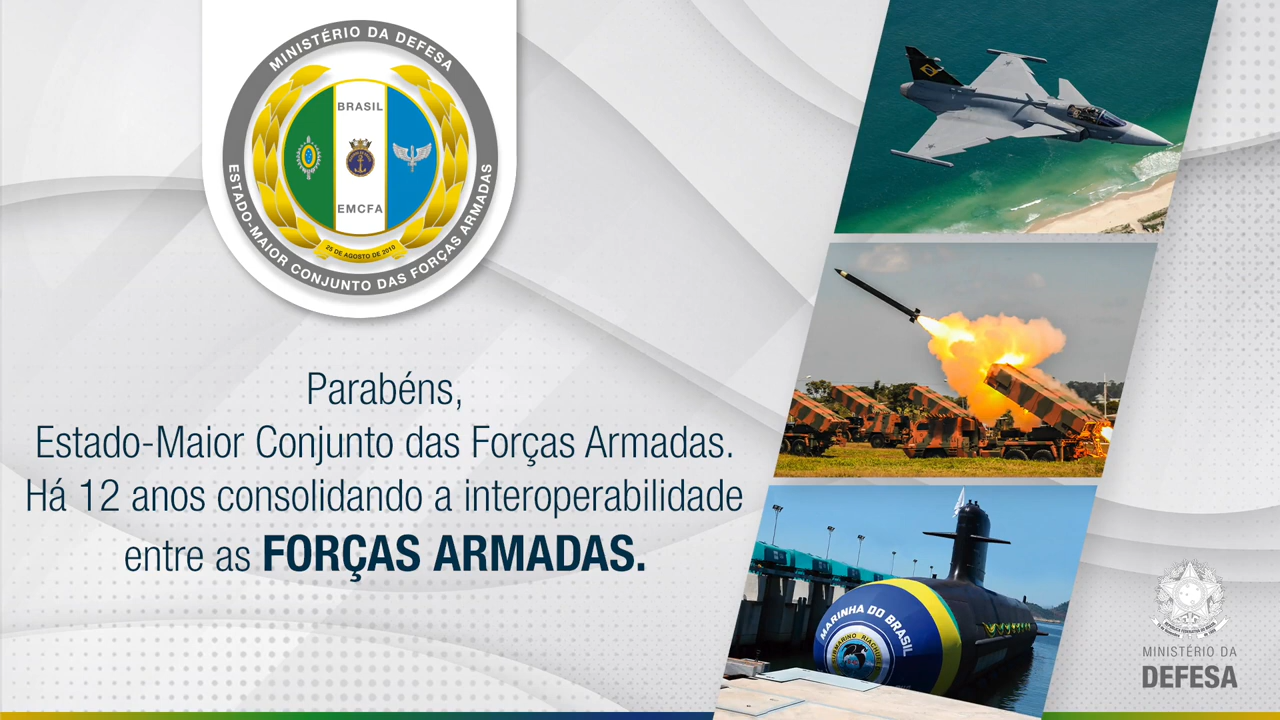 MINISTÉRIO DA DEFESA
BRASIL
EMCFA
25 DE AGOSTO DE 2010
ESTADO-MAIOR CONJUNTO DAS FORÇAS ARMADAS
Parabéns,
Estado-Maior Conjunto das Forças Armadas.
Há 12 anos consolidando a interoperabilidade
entre as FORÇAS ARMADAS.
MARINHA DO BRASIL
SUBMARINO RIACHUELO
MINISTÉRIO DA
DEFESA